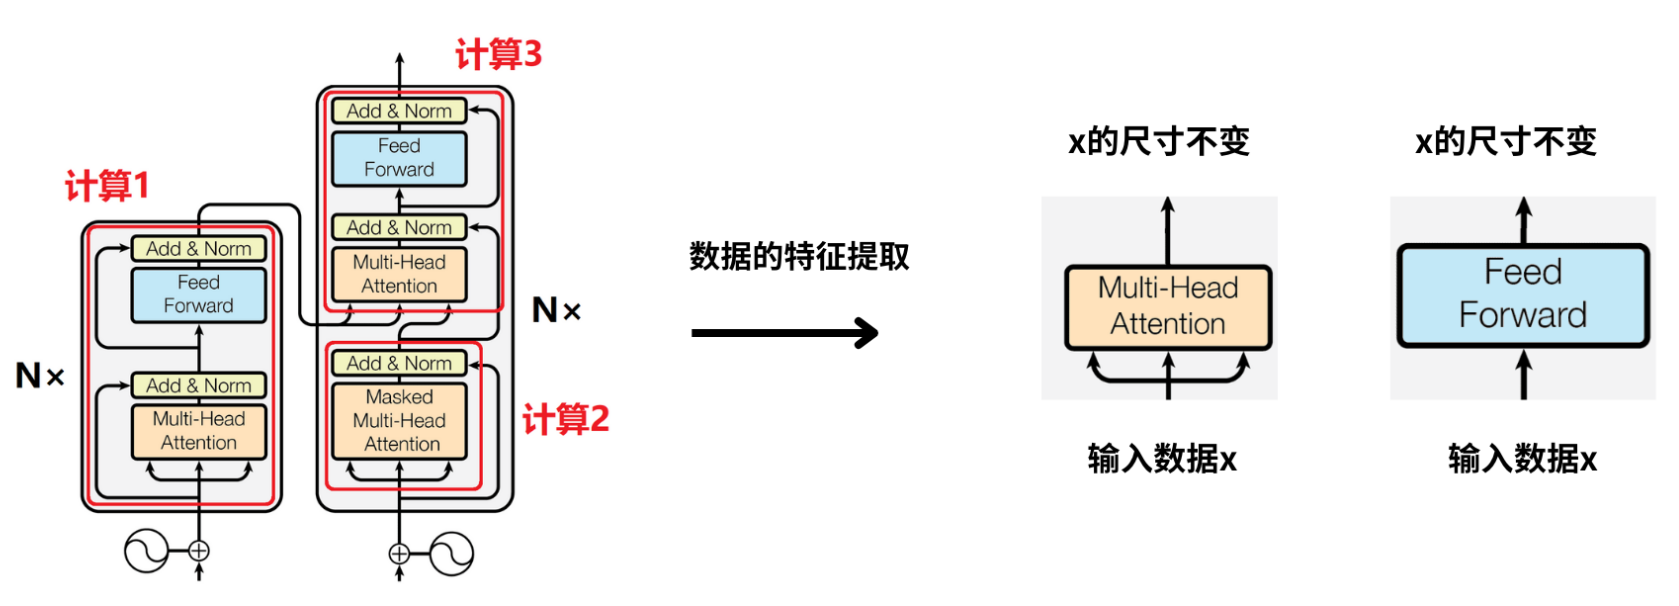 计算1
Add & Norm
Feed
Forward
Add & Norm
Multi-Head
Attention
N×
计算3
Add & Norm
Feed
Forward
Add & Norm
Multi-Head
Attention
N×
Add & Norm
Masked
Multi-Head
Attention
计算2
数据的特征提取
x的尺寸不变
Multi-Head
Attention
输入数据x
x的尺寸不变
Feed
Forward
输入数据x